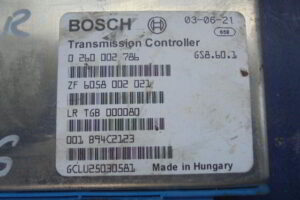 BOSCH
03-06-21
Transmission Controller
0 260 002 786
GS8.60.1
ZF 6058 002 021
LR TGB 000080
001 894C2123
GCLU25030581
Made in Hungary